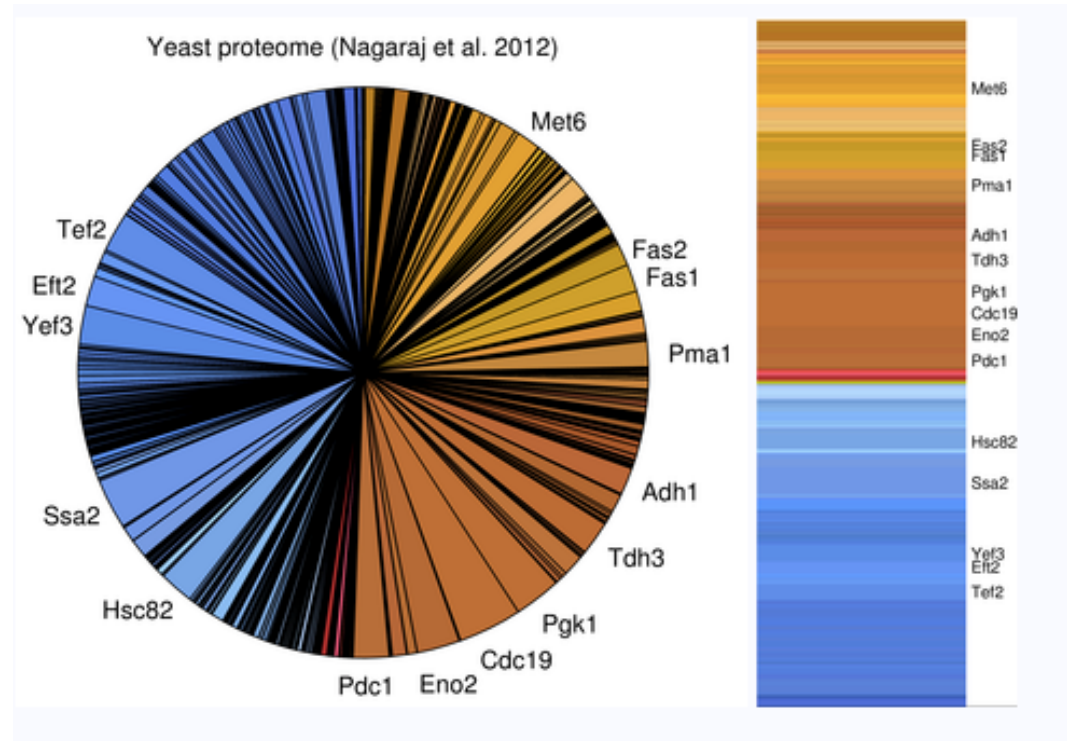 Yeast proteome (Nagaraj et al. 2012)
Met6
Fas2
Fas1
Pma1
Adh1
Tdh3
Pgk1
Cdc19
Eno2
Pdc1
Hsc82
Ssa2
Yef3
Eft2
Tef2
Met6
Fas2
Fas1
Pma1
Adh1
Tdh3
Pgk1
Cdc19
Eno2
Pdc1
Hsc82
Ssa2
Yef3
Eft2
Tef2